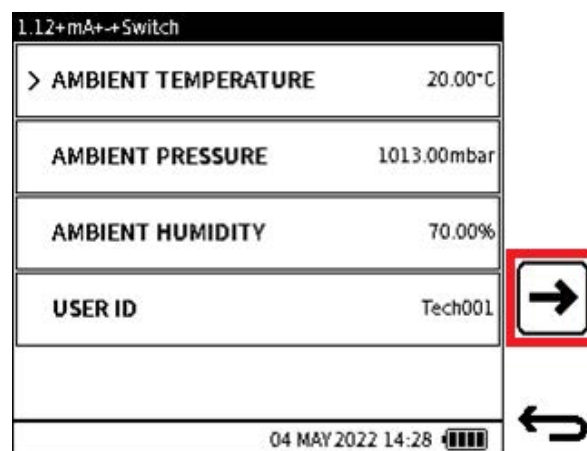 1.12+mA+-+Switch
> AMBIENT TEMPERATURE 20.00°C
AMBIENT PRESSURE 1013.00mbar
AMBIENT HUMIDITY 70.00%
USER ID Tech001
04 MAY 2022 14:28